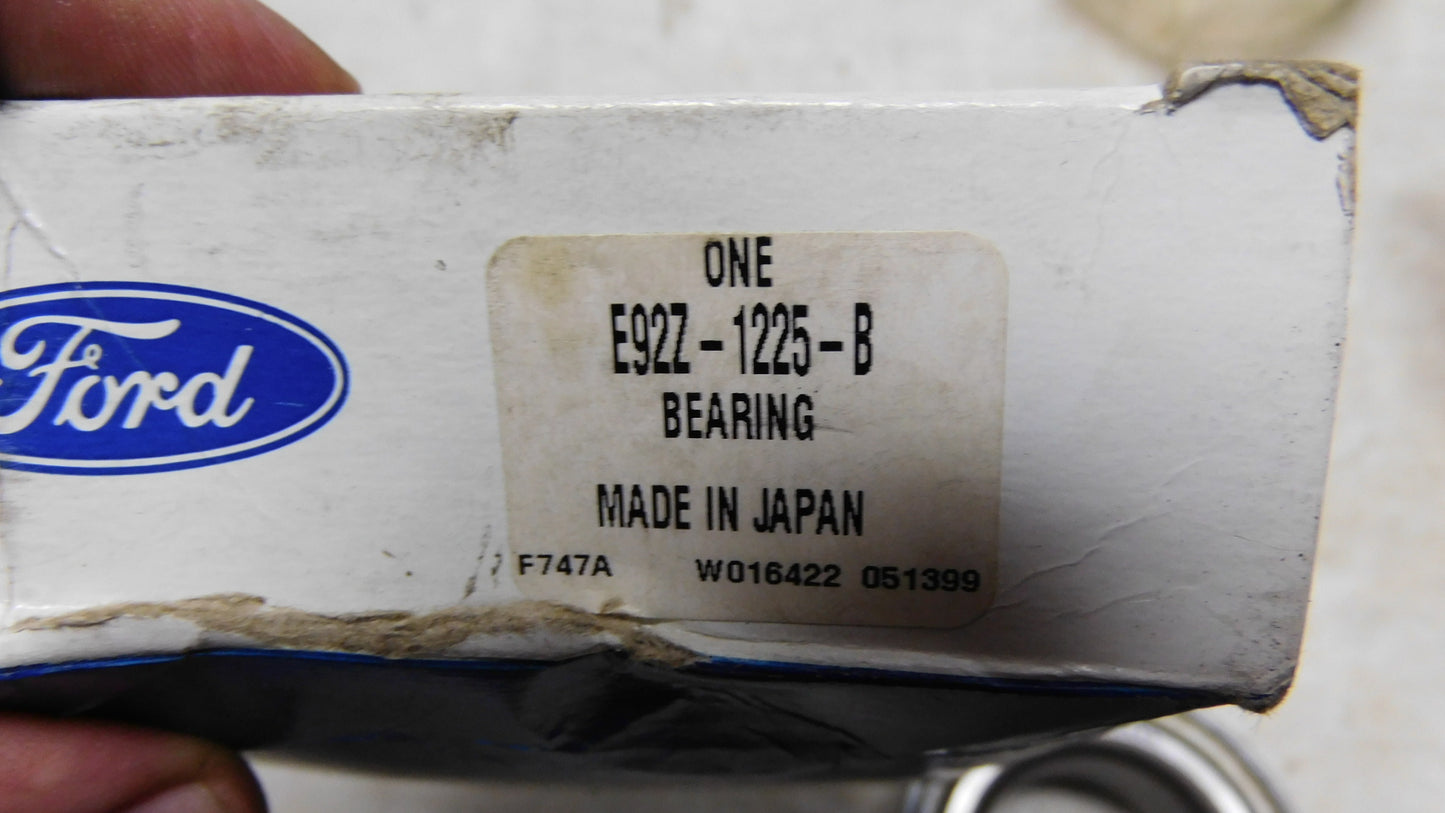 Ford
ONE
E92Z-1225-B
BEARING
MADE IN JAPAN
F747A W016422 051399